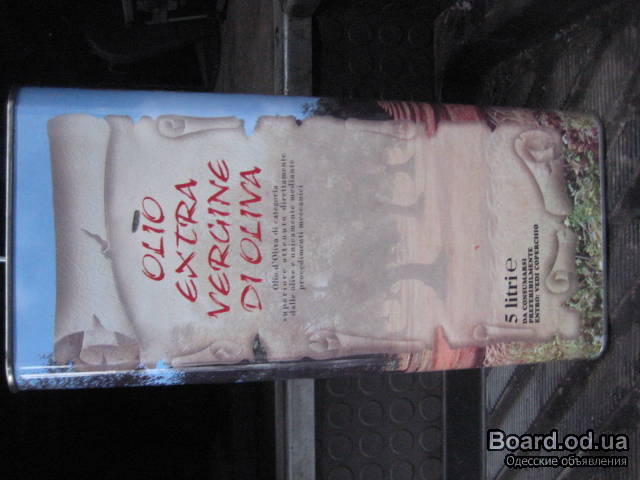 OLIO
EXTRA
VERGINE
DI OLIVA
Olio d'Oliva di categoria
superiore ottenuto direttamente
dalle olive e unicamente mediante
procedimenti meccanici
5 litri e
DA CONSUMARSI
PREFERIBILMENTE
ENTRO: VEDI COPERCHIO
Board.od.ua
Одесские объявления